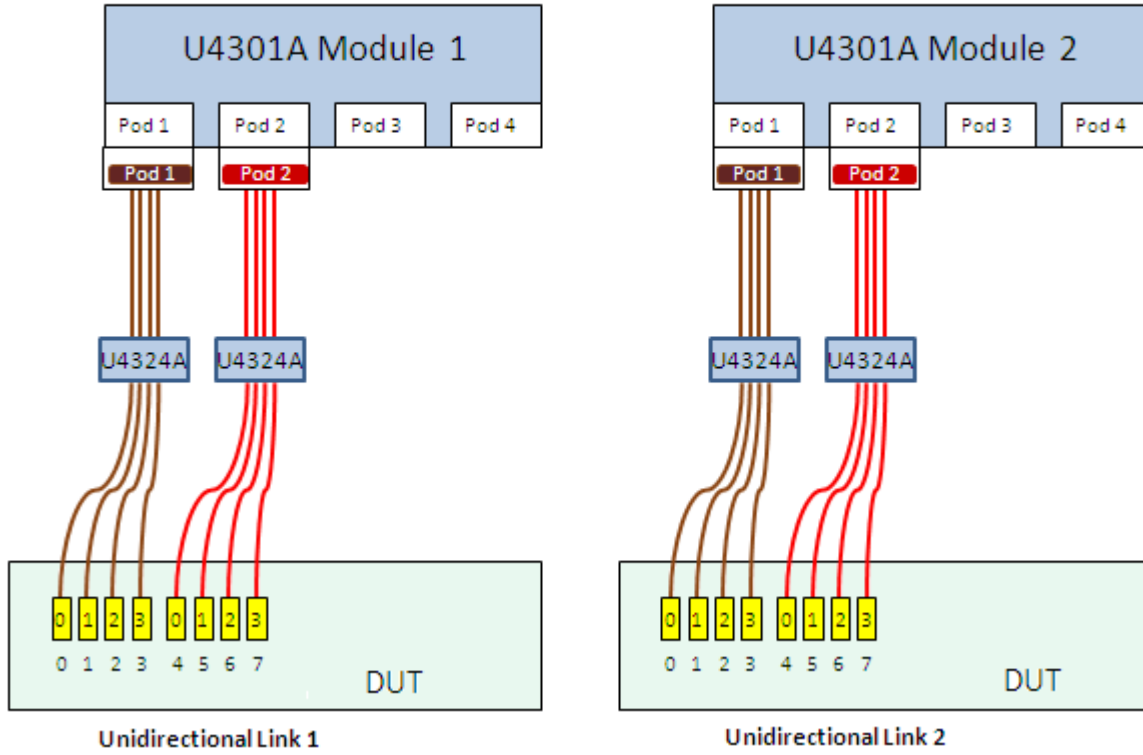 U4301A Module 1
Pod 1 Pod 2 Pod 3 Pod 4
Pod 1 Pod 2
U4324A U4324A
0 1 2 3 0 1 2 3
0 1 2 3 4 5 6 7
DUT
Unidirectional Link 1
U4301A Module 2
Pod 1 Pod 2 Pod 3 Pod 4
Pod 1 Pod 2
U4324A U4324A
0 1 2 3 0 1 2 3
0 1 2 3 4 5 6 7
DUT
Unidirectional Link 2